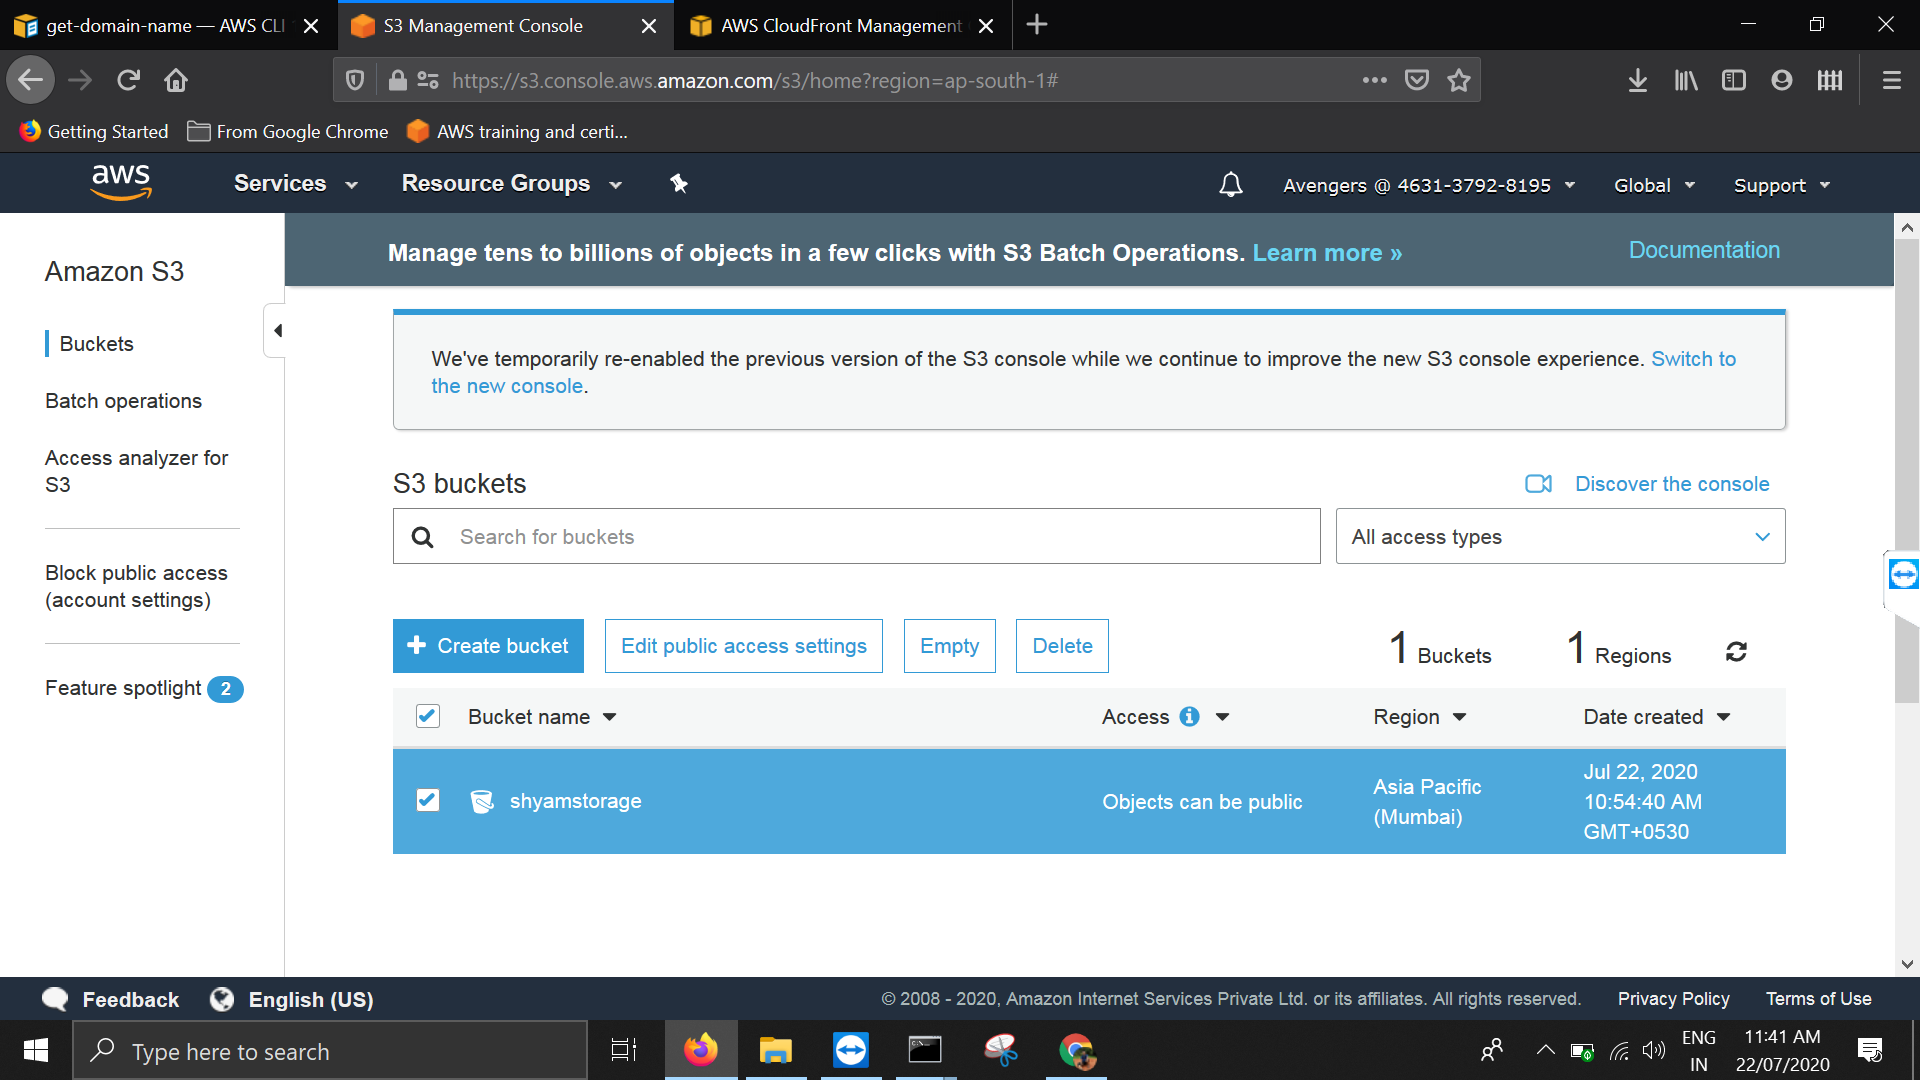 get-domain-name — AWS CLI
S3 Management Console
AWS CloudFront Management
https://s3.console.aws.amazon.com/s3/home?region=ap-south-1#
Getting Started
From Google Chrome
AWS training and certi...
aws
Services
Resource Groups
Avengers @ 4631-3792-8195
Global
Support
Amazon S3
Buckets
Batch operations
Access analyzer for
S3
Block public access
(account settings)
Feature spotlight 2
Manage tens to billions of objects in a few clicks with S3 Batch Operations. Learn more »
Documentation
We've temporarily re-enabled the previous version of the S3 console while we continue to improve the new S3 console experience. Switch to
the new console.
S3 buckets
Discover the console
Search for buckets
All access types
+ Create bucket
Edit public access settings
Empty
Delete
1 Buckets
1 Regions
Bucket name
Access
Region
Date created
shyamstorage
Objects can be public
Asia Pacific
(Mumbai)
Jul 22, 2020
10:54:40 AM
GMT+0530
Feedback
English (US)
© 2008 - 2020, Amazon Internet Services Private Ltd. or its affiliates. All rights reserved.
Privacy Policy
Terms of Use
Type here to search
ENG
IN
11:41 AM
22/07/2020